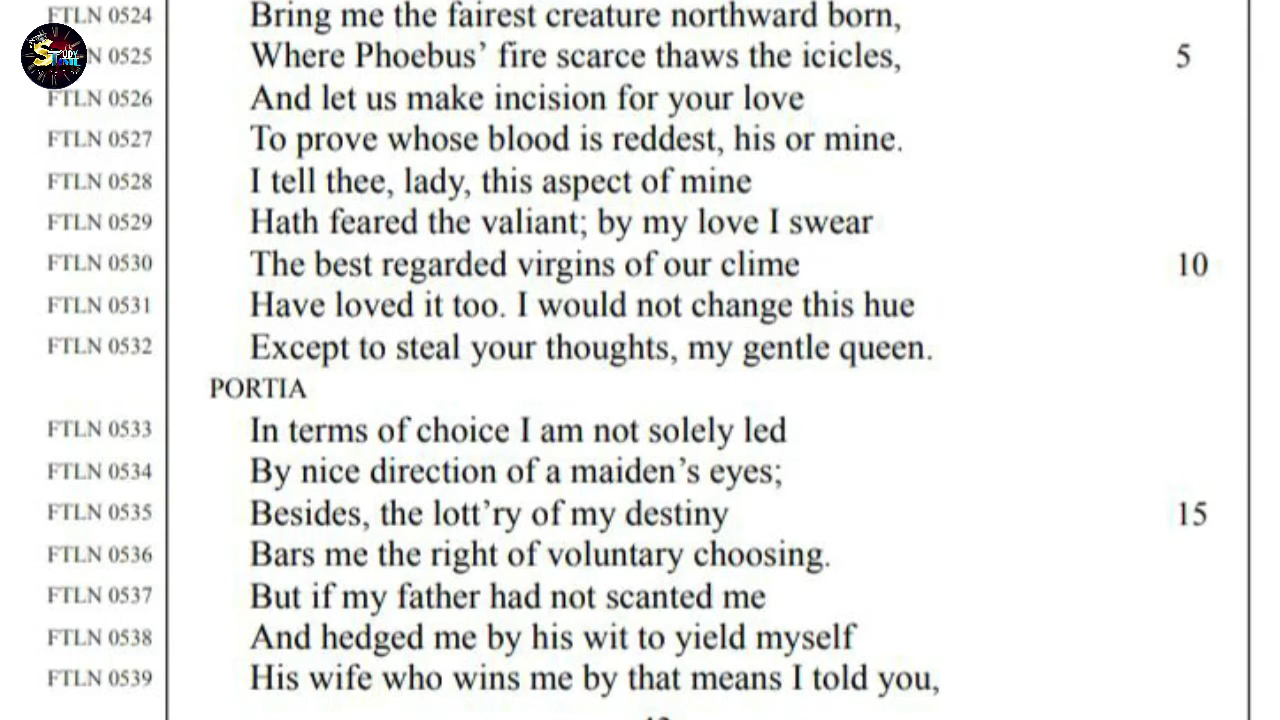 FTLN 0524 Bring me the fairest creature northward born,
STUDY TIME
N 0525 Where Phoebus’ fire scarce thaws the icicles, 5
FTLN 0526 And let us make incision for your love
FTLN 0527 To prove whose blood is reddest, his or mine.
FTLN 0528 I tell thee, lady, this aspect of mine
FTLN 0529 Hath feared the valiant; by my love I swear
FTLN 0530 The best regarded virgins of our clime 10
FTLN 0531 Have loved it too. I would not change this hue
FTLN 0532 Except to steal your thoughts, my gentle queen.
PORTIA
FTLN 0533 In terms of choice I am not solely led
FTLN 0534 By nice direction of a maiden’s eyes;
FTLN 0535 Besides, the lott’ry of my destiny 15
FTLN 0536 Bars me the right of voluntary choosing.
FTLN 0537 But if my father had not scanted me
FTLN 0538 And hedged me by his wit to yield myself
FTLN 0539 His wife who wins me by that means I told you,